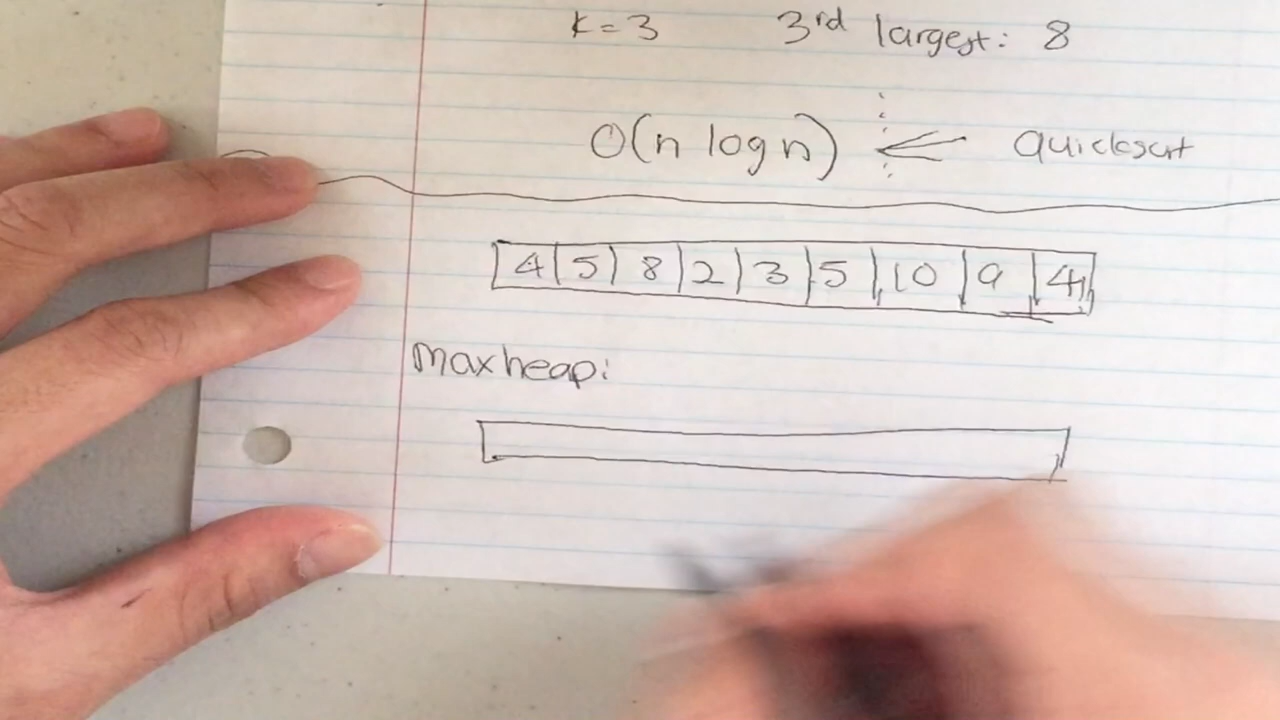 k=3 3rd largest: 8
O(n log n) ← Quicksort
4 5 8 2 3 5 10 9 4
Maxheap: